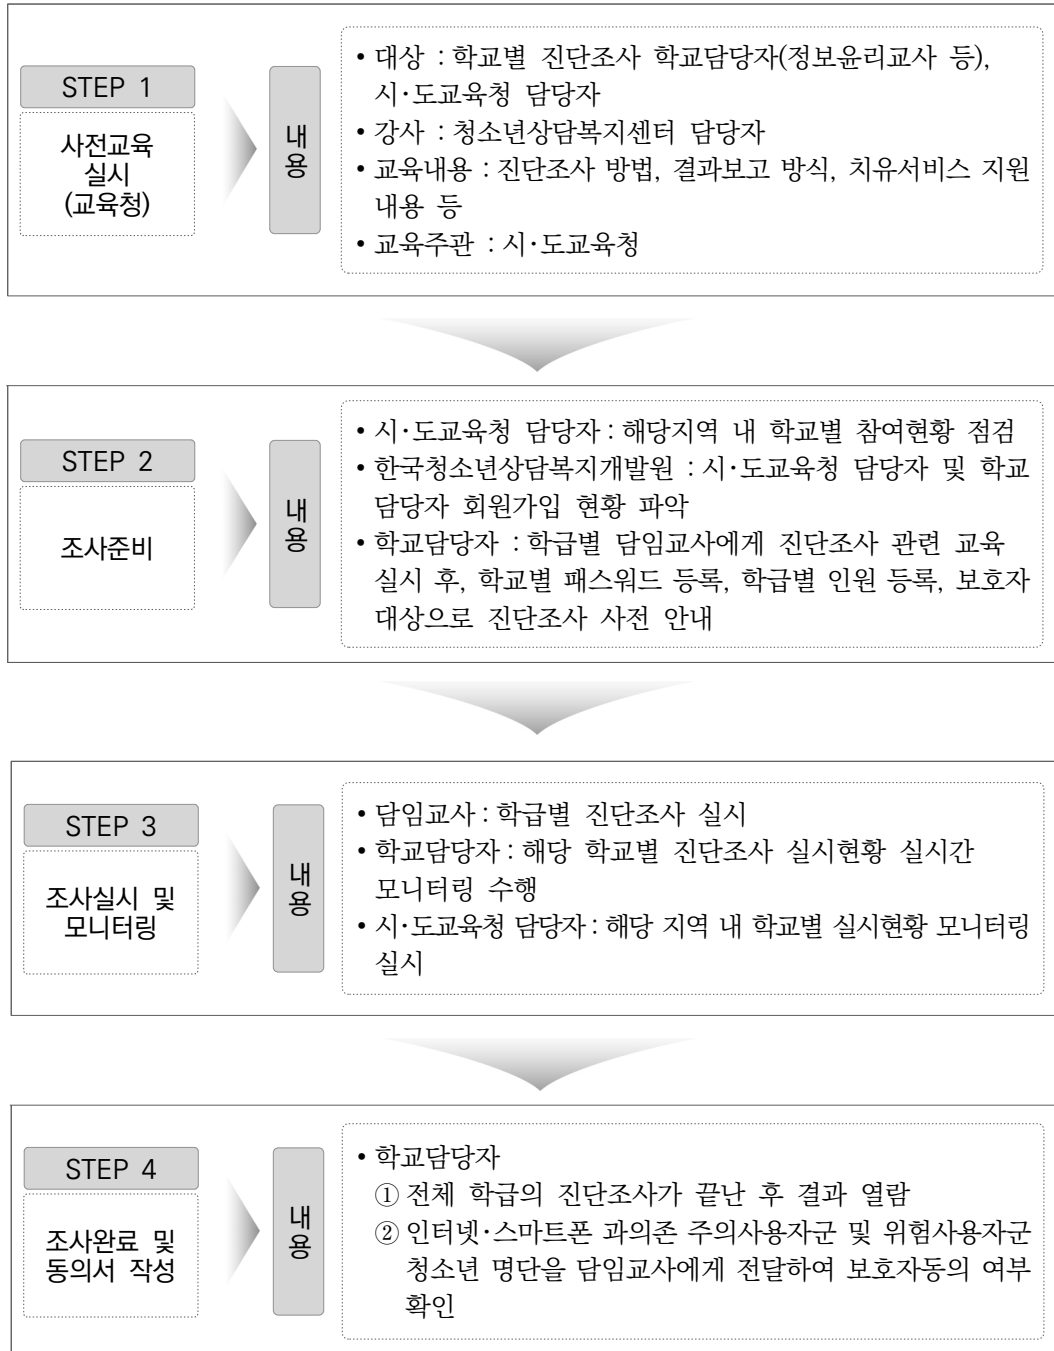 STEP 1
사전교육
실시
(교육청)
내
용
• 대상 : 학교별 진단조사 학교담당자(정보윤리교사 등),
시·도교육청 담당자
• 강사 : 청소년상담복지센터 담당자
• 교육내용 : 진단조사 방법, 결과보고 방식, 치유서비스 지원
내용 등
• 교육주관 : 시·도교육청
STEP 2
조사준비
내
용
• 시·도교육청 담당자 : 해당지역 내 학교별 참여현황 점검
• 한국청소년상담복지개발원 : 시·도교육청 담당자 및 학교
담당자 회원가입 현황 파악
• 학교담당자 : 학급별 담임교사에게 진단조사 관련 교육
실시 후, 학교별 패스워드 등록, 학급별 인원 등록, 보호자
대상으로 진단조사 사전 안내
STEP 3
조사실시 및
모니터링
내
용
• 담임교사 : 학급별 진단조사 실시
• 학교담당자 : 해당 학교별 진단조사 실시현황 실시간
모니터링 수행
• 시·도교육청 담당자 : 해당 지역 내 학교별 실시현황 모니터링
실시
STEP 4
조사완료 및
동의서 작성
내
용
• 학교담당자
① 전체 학급의 진단조사가 끝난 후 결과 열람
② 인터넷·스마트폰 과의존 주의사용자군 및 위험사용자군
청소년 명단을 담임교사에게 전달하여 보호자동의 여부
확인